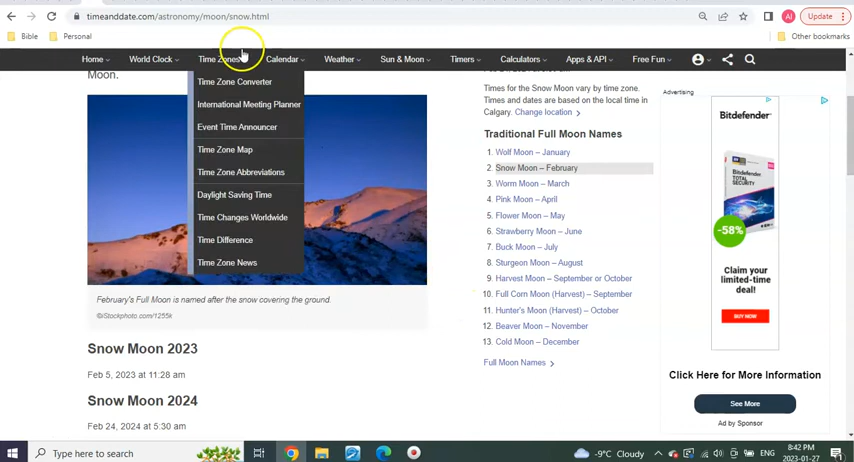 timeanddate.com/astronomy/moon/snow.html
AI
Update
Bible
Personal
Other bookmarks
Home
World Clock
Time Zones
Calendar
Weather
Sun & Moon
Timers
Calculators
Apps & API
Free Fun
Moon.
Time Zone Converter
International Meeting Planner
Event Time Announcer
Time Zone Map
Time Zone Abbreviations
Daylight Saving Time
Time Changes Worldwide
Time Difference
Time Zone News
February's Full Moon is named after the snow covering the ground.
©iStockphoto.com/1255k
Snow Moon 2023
Feb 5, 2023 at 11:28 am
Snow Moon 2024
Feb 24, 2024 at 5:30 am
Times for the Snow Moon vary by time zone.
Times and dates are based on the local time in
Calgary. Change location
Traditional Full Moon Names
1. Wolf Moon – January
2. Snow Moon – February
3. Worm Moon – March
4. Pink Moon – April
5. Flower Moon – May
6. Strawberry Moon – June
7. Buck Moon – July
8. Sturgeon Moon – August
9. Harvest Moon – September or October
10. Full Corn Moon (Harvest) – September
11. Hunter's Moon (Harvest) – October
12. Beaver Moon – November
13. Cold Moon – December
Full Moon Names
Advertising
Bitdefender
-58%
Claim your
limited-time
deal!
BUY NOW
Click Here for More Information
See More
Ad by Sponsor
Type here to search
-9°C Cloudy
ENG
8:42 PM
2023-01-27